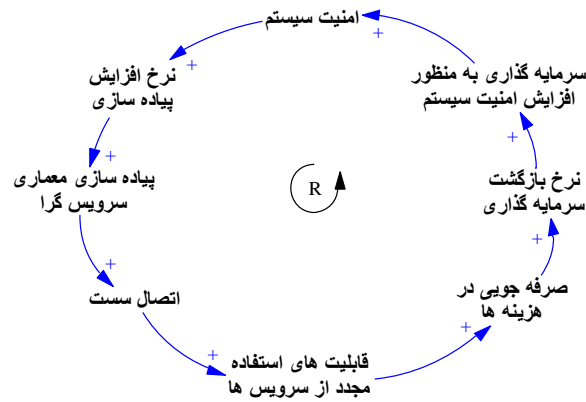 امنیت سیستم
+
سرمایه گذاری به منظور
افزایش امنیت سیستم
+
نرخ افزایش
پیاده سازی
+
پیاده سازی معماری
سرویس گرا
+
R
نرخ بازگشت
سرمایه گذاری
+
اتصال سست
+
صرفه جویی در
هزینه ها
+
قابلیت های استفاده
مجدد از سرویس ها
+